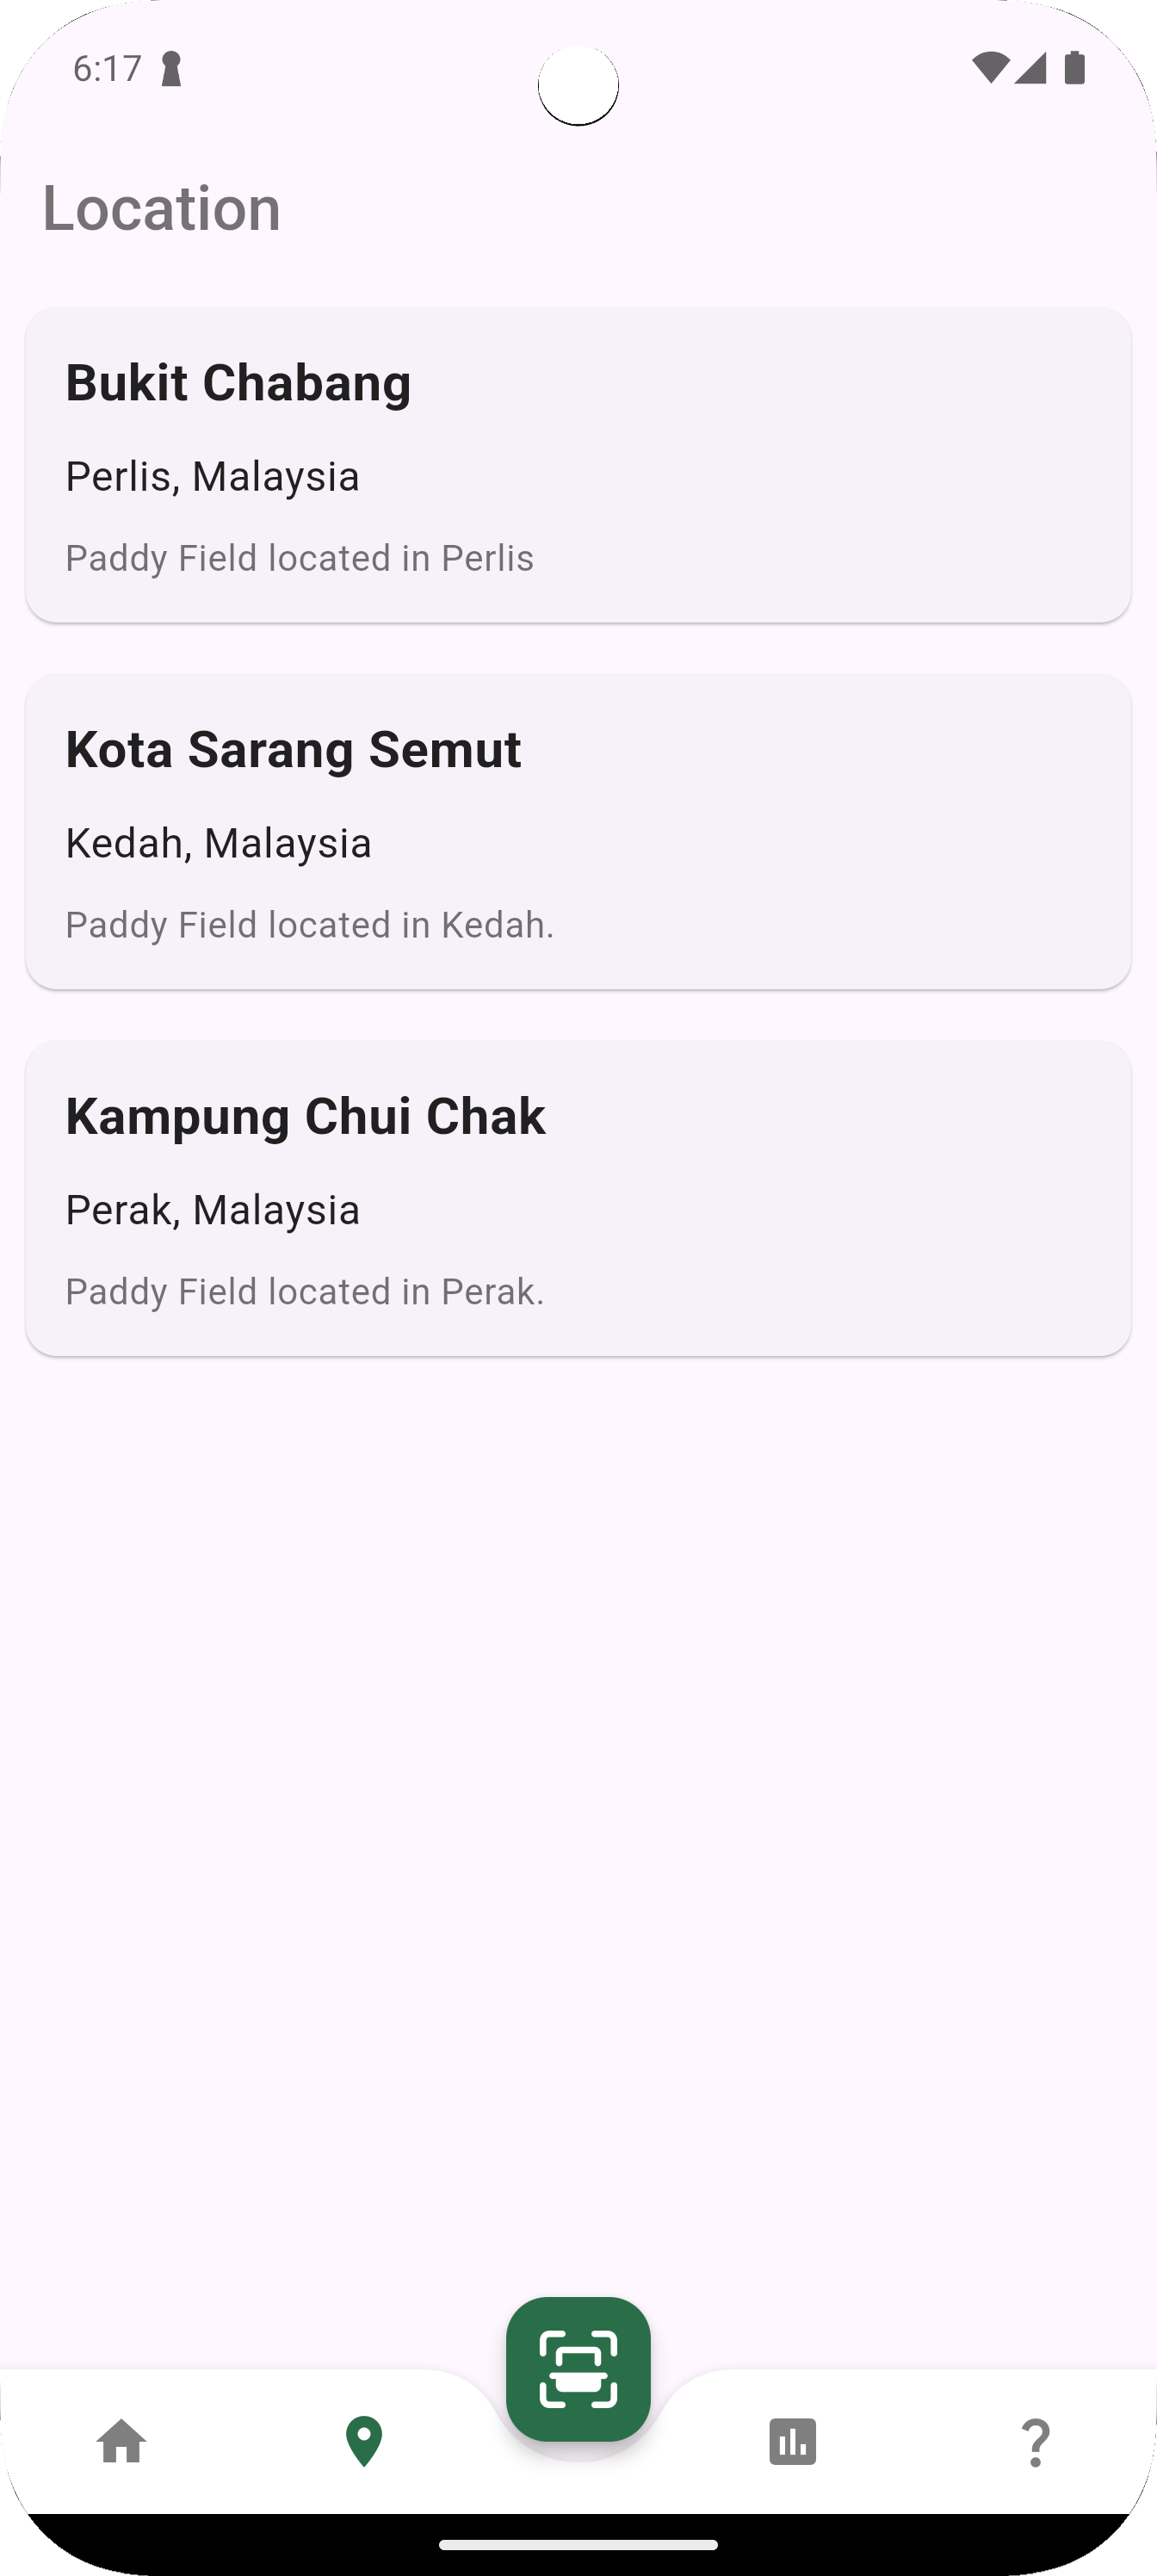 6:17
Location
Bukit Chabang
Perlis, Malaysia
Paddy Field located in Perlis
Kota Sarang Semut
Kedah, Malaysia
Paddy Field located in Kedah.
Kampung Chui Chak
Perak, Malaysia
Paddy Field located in Perak.